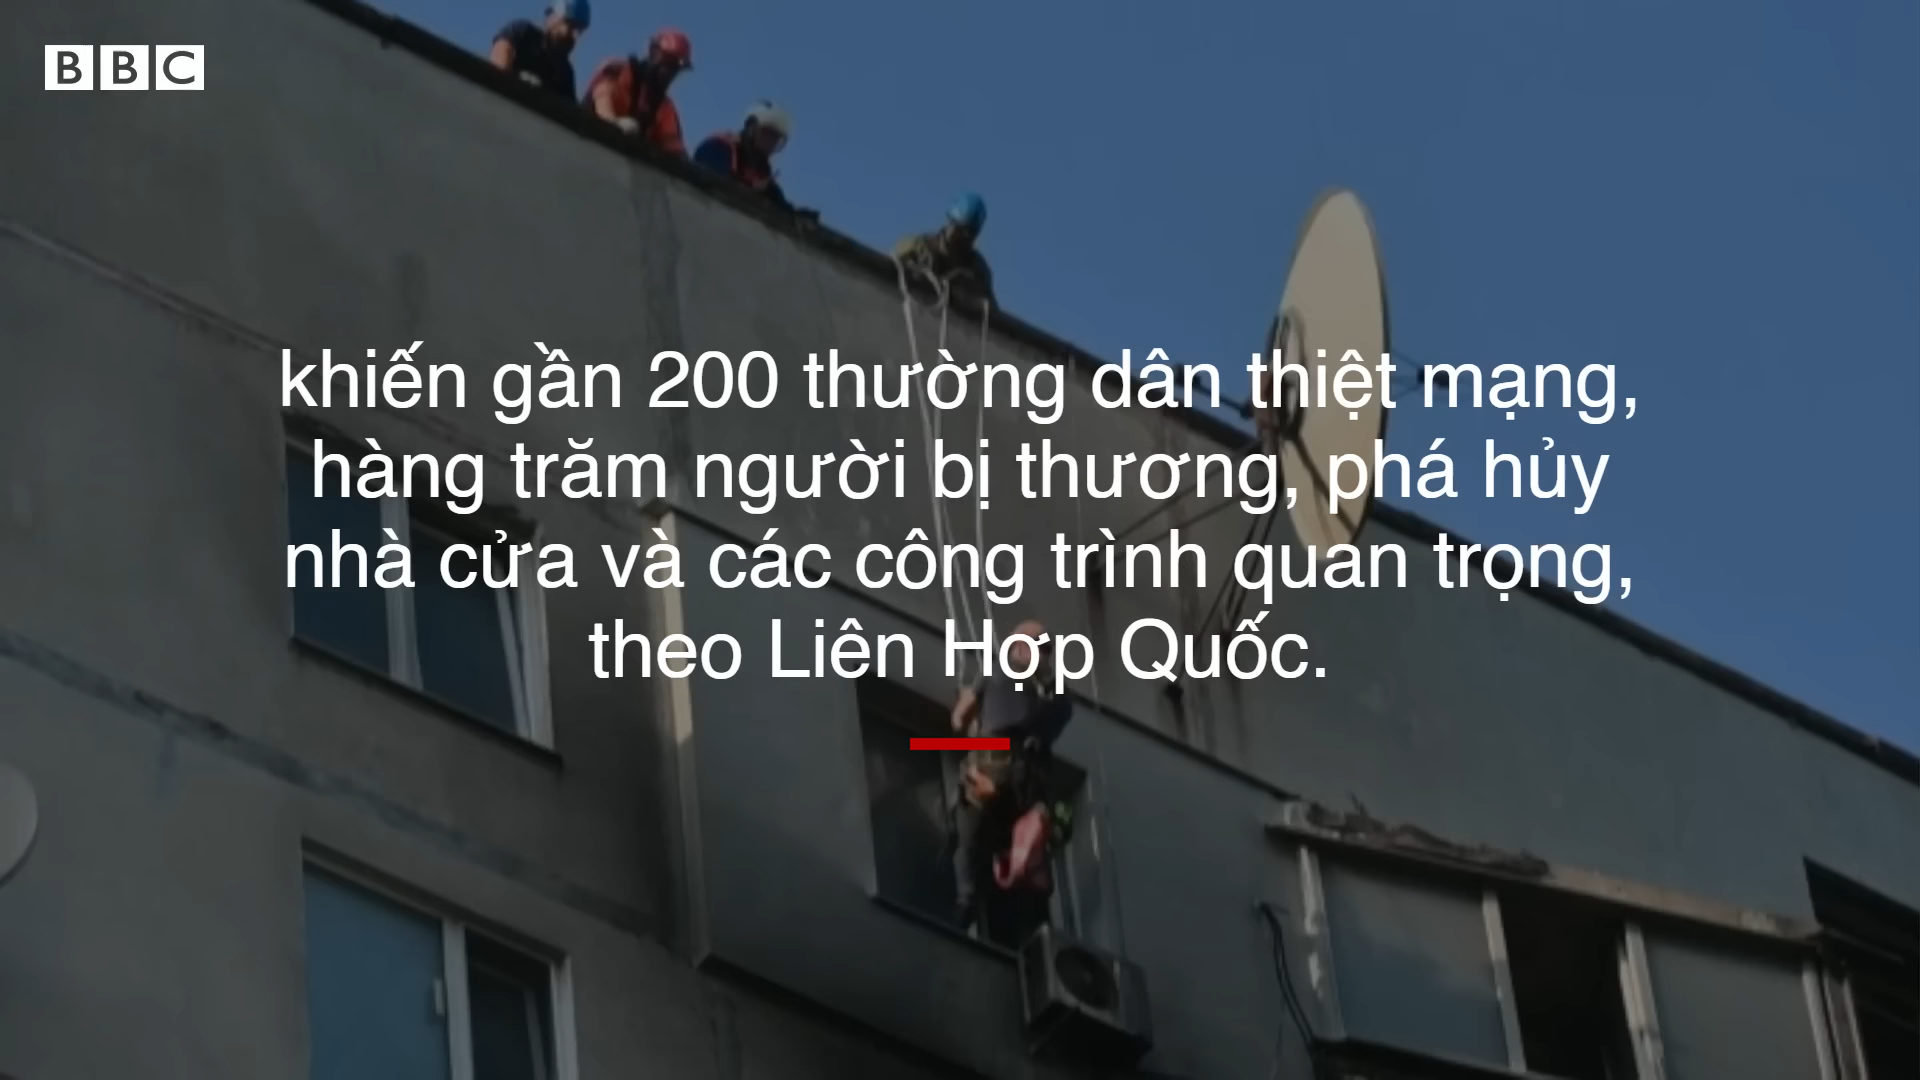 BBC
khiến gần 200 thường dân thiệt mạng,
hàng trăm người bị thương, phá hủy
nhà cửa và các công trình quan trọng,
theo Liên Hợp Quốc.